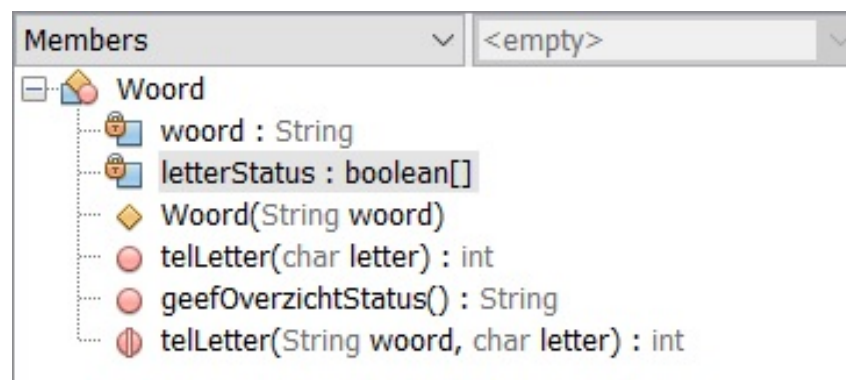 Members <empty>
Woord
woord : String
letterStatus : boolean[]
Woord(String woord)
telLetter(char letter) : int
geefOverzichtStatus() : String
telLetter(String woord, char letter) : int